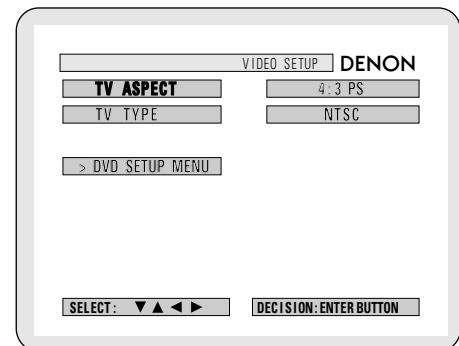 VIDEO SETUP DENON
TV ASPECT 4:3 PS
TV TYPE NTSC
> DVD SETUP MENU
SELECT: ▼ ▲ ◀ ▶ DECISION: ENTER BUTTON